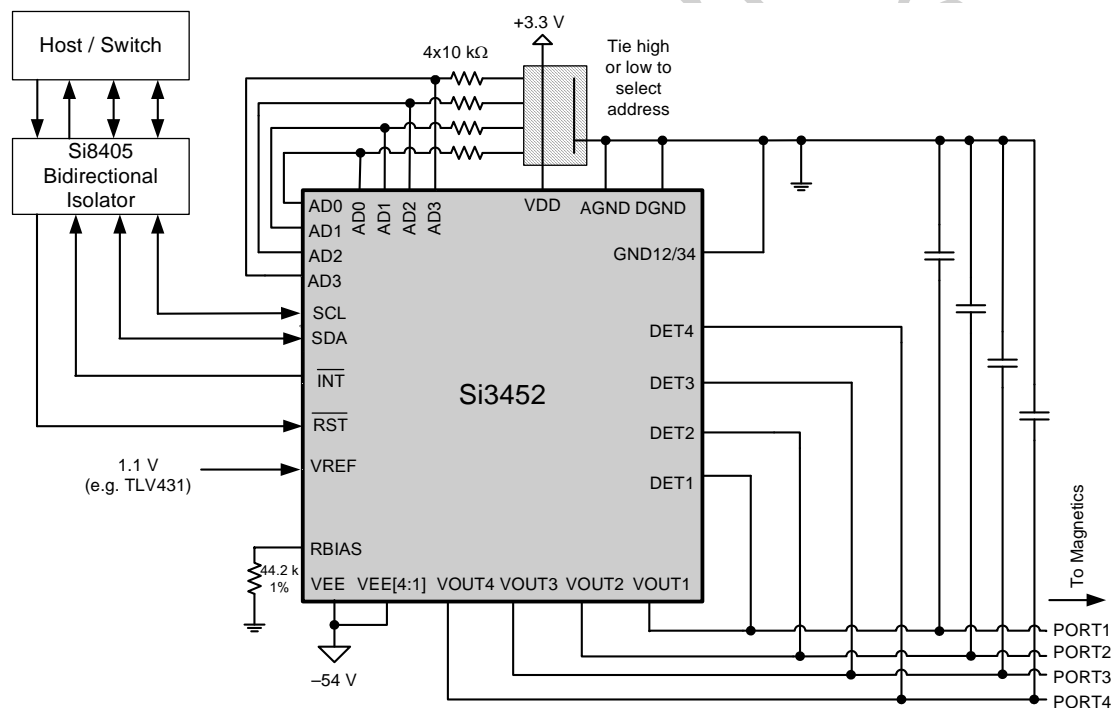 Host / Switch
Si8405
Bidirectional
Isolator
4x10 kΩ
+3.3 V
Tie high
or low to
select
address
AD0
AD1
AD2
AD3
AD0
AD1
AD2
AD3
VDD
AGND
DGND
GND12/34
SCL
SDA
INT
RST
VREF
RBIAS
1.1 V
(e.g. TLV431)
44.2 k
1%
Si3452
DET4
DET3
DET2
DET1
VEE
VEE[4:1]
VOUT4
VOUT3
VOUT2
VOUT1
–54 V
To Magnetics
PORT1
PORT2
PORT3
PORT4